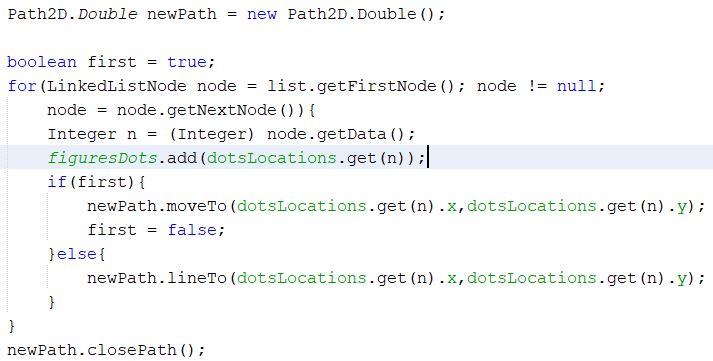 Path2D.Double newPath = new Path2D.Double();
boolean first = true;
for(LinkedListNode node = list.getFirstNode(); node != null;
node = node.getNextNode()){
Integer n = (Integer) node.getData();
figuresDots.add(dotsLocations.get(n));
if(first){
newPath.moveTo(dotsLocations.get(n).x,dotsLocations.get(n).y);
first = false;
}else{
newPath.lineTo(dotsLocations.get(n).x,dotsLocations.get(n).y);
}
}
newPath.closePath();